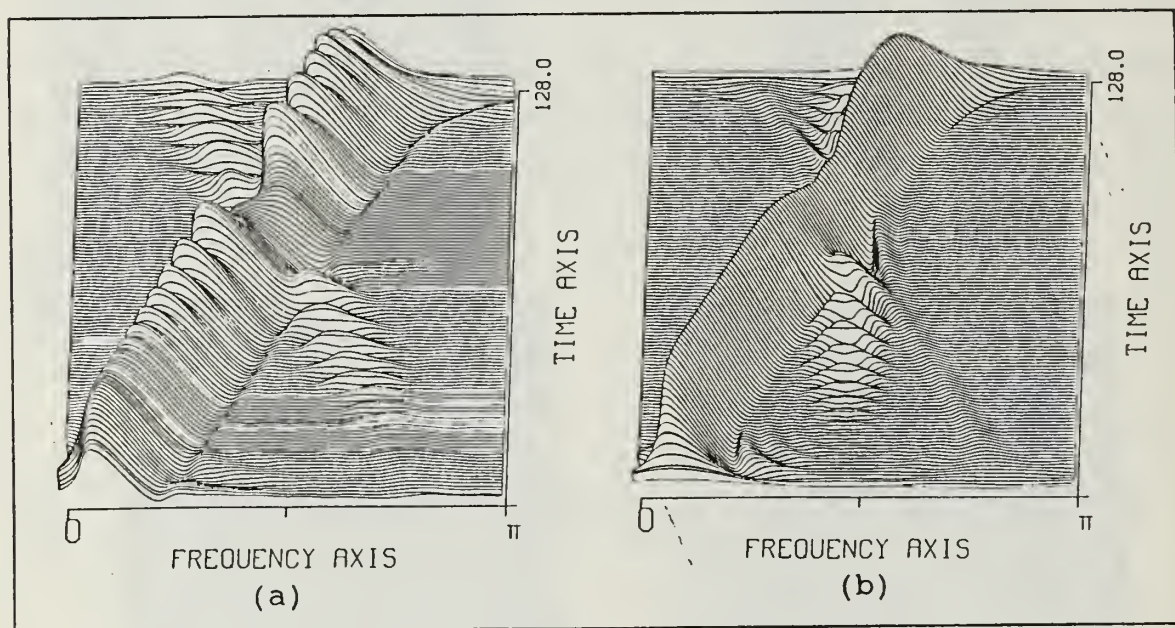 128.0
TIME AXIS
0
π
FREQUENCY AXIS
(a)
128.0
TIME AXIS
0
π
FREQUENCY AXIS
(b)